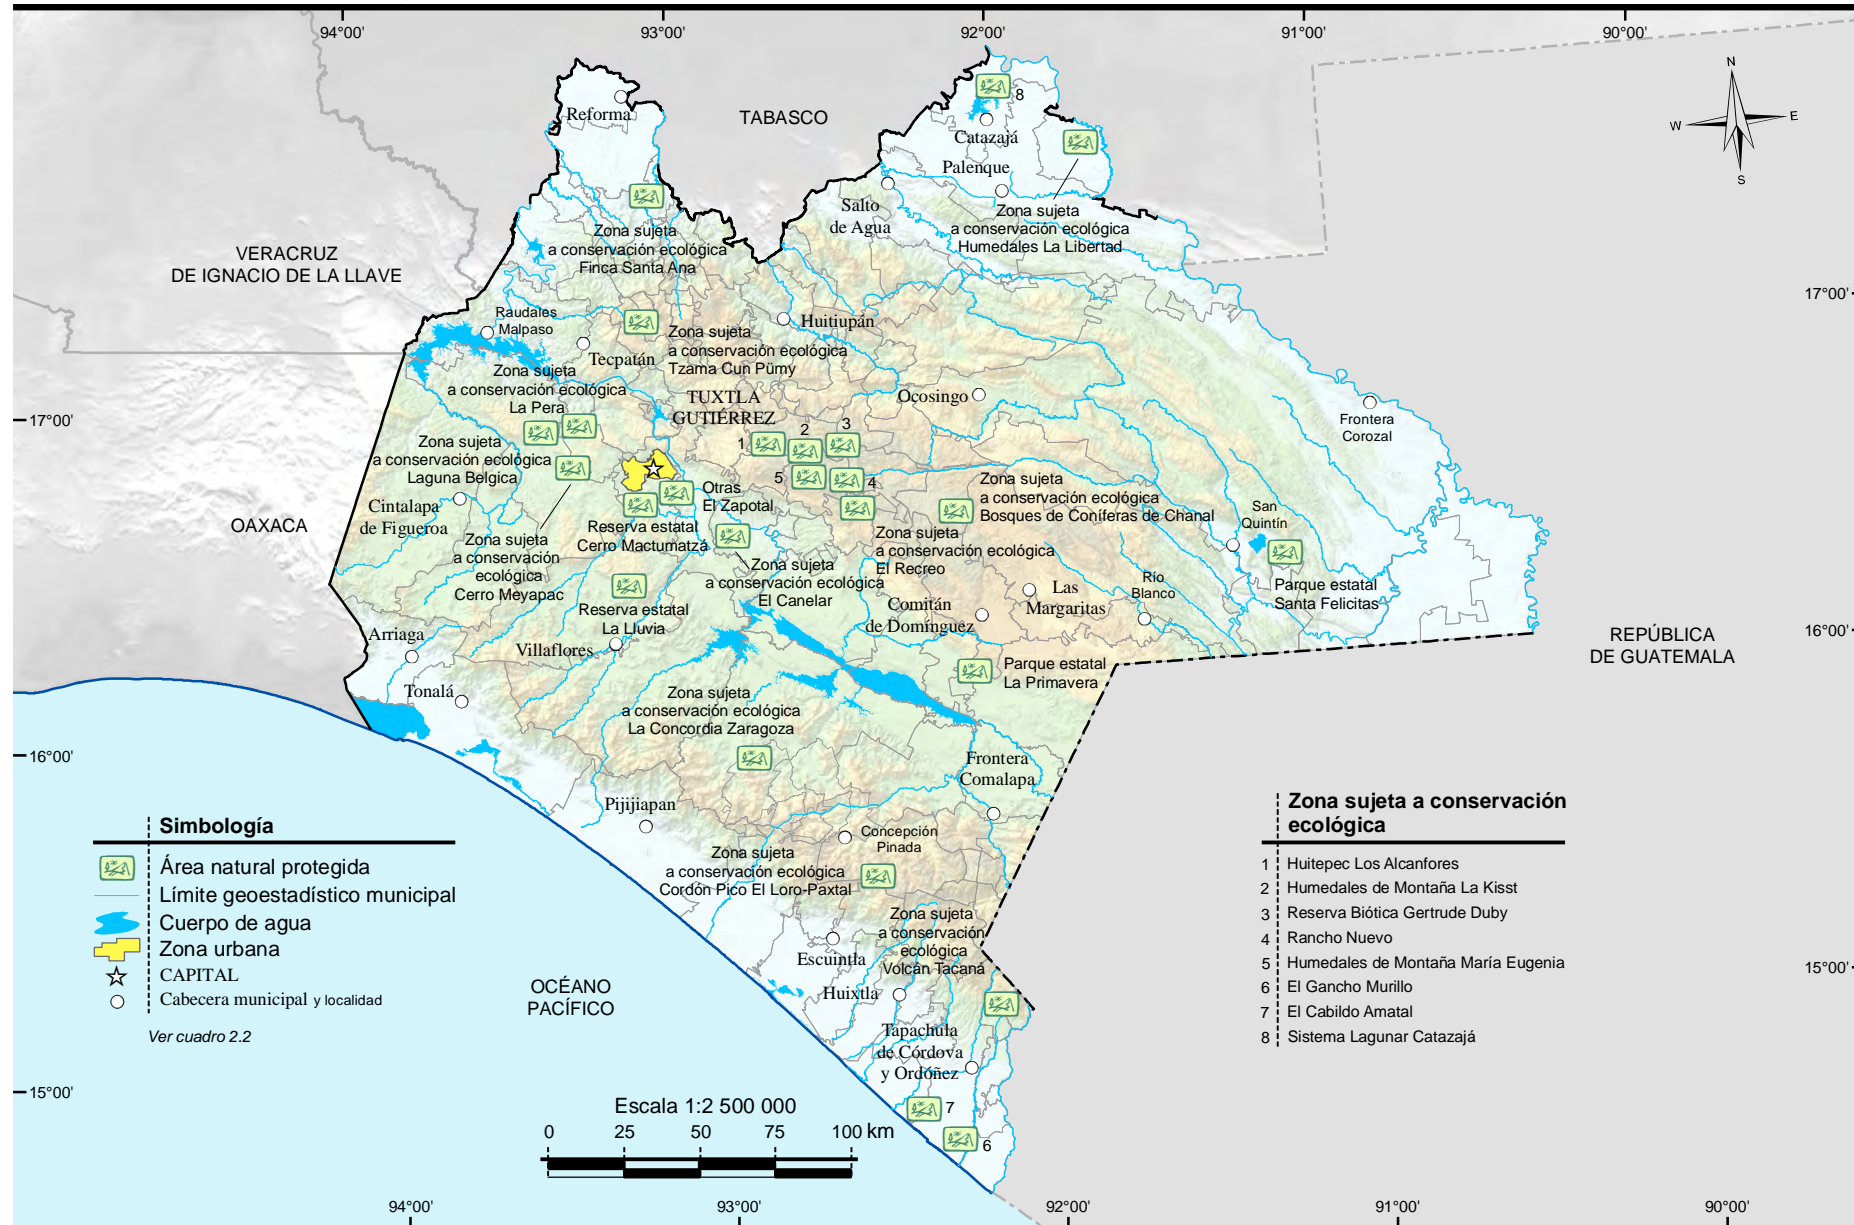 94°00'
93°00'
92°00'
91°00'
90°00'
N
W
E
S
TABASCO
Reforma
8
Catazajá
Palenque
Salto
de Agua
Zona sujeta
a conservación ecológica
Humedales La Libertad
Zona sujeta
a conservación ecológica
Finca Santa Ana
VERACRUZ
DE IGNACIO DE LA LLAVE
17°00'
Raudales
Malpaso
Huitiupán
Tecpatán
Zona sujeta
a conservación ecológica
Tzama Cun Pümy
Zona sujeta
a conservación ecológica
La Pera
TUXTLA
GUTIÉRREZ
Ocosingo
Frontera
Corozal
17°00'
1
2
3
Zona sujeta
a conservación ecológica
Laguna Belgica
5
4
Otras
El Zapotal
Zona sujeta
a conservación ecológica
Bosques de Coníferas de Chanal
San
Quintín
Cintalapa
de Figueroa
OAXACA
Reserva estatal
Cerro Mactumatzá
Zona sujeta
a conservación
ecológica
Cerro Meyapac
Zona sujeta
a conservación ecológica
El Recreo
Zona sujeta
a conservación ecológica
El Canelar
Las
Margaritas
Río
Blanco
Parque estatal
Santa Felicitas
Reserva estatal
La Lluvia
Comitán
de Domínguez
Arriaga
Villaflores
16°00'
REPÚBLICA
DE GUATEMALA
Parque estatal
La Primavera
Tonalá
Zona sujeta
a conservación ecológica
La Concordia Zaragoza
16°00'
Frontera
Comalapa
Pijijiapan
Concepción
Pinada
Zona sujeta
a conservación ecológica
Cordón Pico El Loro-Paxtal
Zona sujeta
a conservación
ecológica
Volcán Tacaná
Escuintla
Huixtla
15°00'
OCÉANO
PACÍFICO
Tapachula
de Córdova
y Ordóñez
15°00'
7
6
Simbología
Área natural protegida
Límite geoestadístico municipal
Cuerpo de agua
Zona urbana
CAPITAL
Cabecera municipal y localidad
Ver cuadro 2.2
Zona sujeta a conservación
ecológica
1 Huitepec Los Alcanfores
2 Humedales de Montaña La Kisst
3 Reserva Biótica Gertrude Duby
4 Rancho Nuevo
5 Humedales de Montaña María Eugenia
6 El Gancho Murillo
7 El Cabildo Amatal
8 Sistema Lagunar Catazajá
Escala 1:2 500 000
0 25 50 75 100 km
94°00'
93°00'
92°00'
91°00'
90°00'